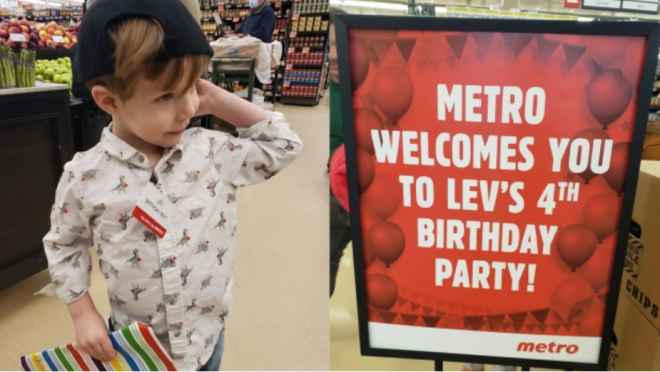 METRO
WELCOMES YOU
TO LEV'S 4TH
BIRTHDAY
PARTY!
metro
CHIPS